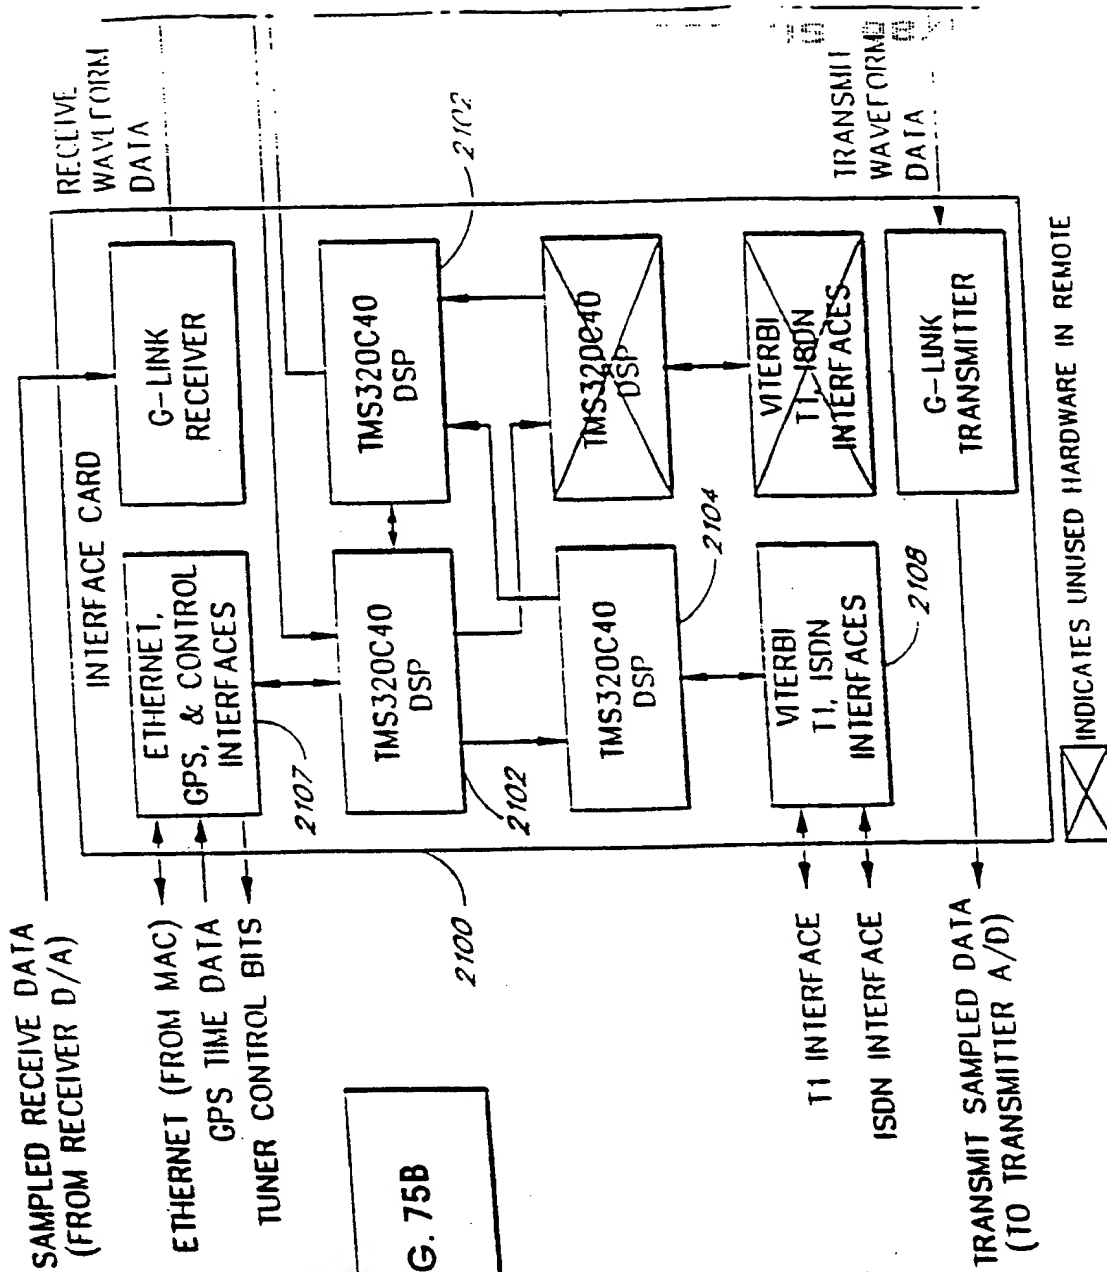 SAMPLED RECEIVE DATA
(FROM RECEIVER D/A)
ETHERNET (FROM MAC)
GPS TIME DATA
TUNER CONTROL BITS
T1 INTERFACE
ISDN INTERFACE
TRANSMIT SAMPLED DATA
(TO TRANSMITTER A/D)
G. 75B
2100
INTERFACE CARD
ETHERNET,
GPS, & CONTROL
INTERFACES
2107
G-LINK
RECEIVER
TMS320C40
DSP
2102
TMS320C40
DSP
2102
TMS320C40
DSP
2104
TMS320C40
DSP
VITERBI
T1, ISDN
INTERFACES
2108
VITERBI
T1, ISDN
INTERFACES
G-LINK
TRANSMITTER
RECEIVE
WAVEFORM
DATA
TRANSMIT
WAVEFORM
DATA
INDICATES UNUSED HARDWARE IN REMOTE